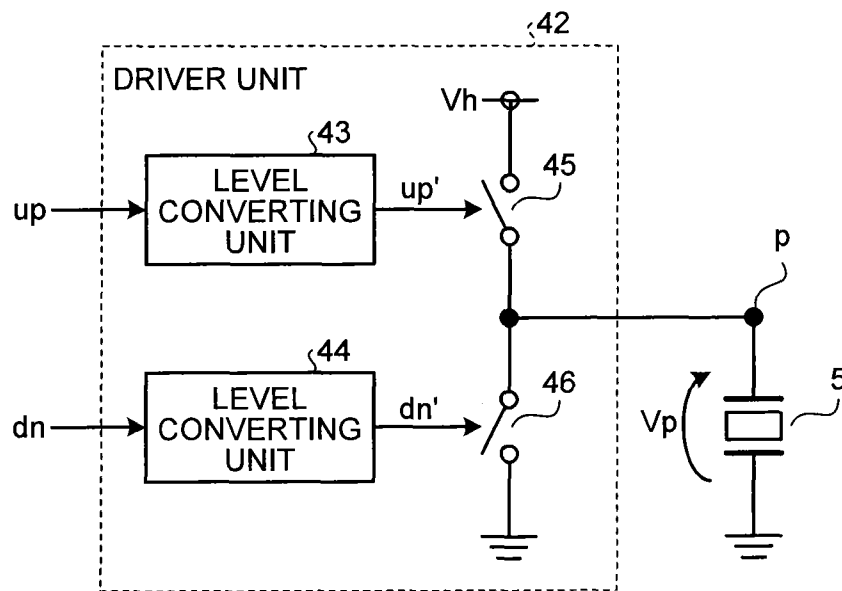 42
DRIVER UNIT
Vh
43
45
LEVEL
CONVERTING
UNIT
up
up'
p
44
46
5
LEVEL
CONVERTING
UNIT
dn
dn'
Vp